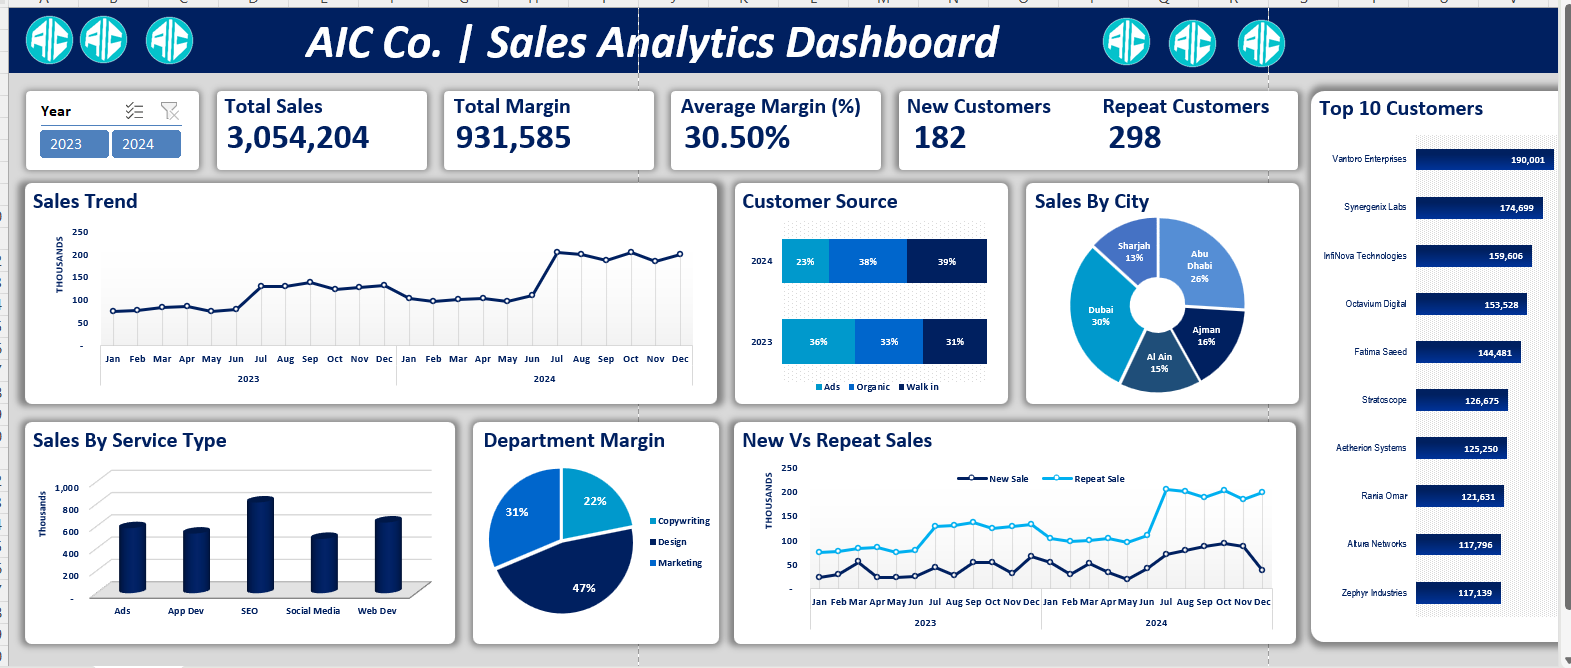 AIC Co. | Sales Analytics Dashboard
AIC AIC AIC AIC AIC AIC
Year
2023 2024
Total Sales
3,054,204
Total Margin
931,585
Average Margin (%)
30.50%
New Customers Repeat Customers
182 298
Sales Trend
THOUSANDS
250
200
150
100
50
-
Jan Feb Mar Apr May Jun Jul Aug Sep Oct Nov Dec Jan Feb Mar Apr May Jun Jul Aug Sep Oct Nov Dec
2023 2024
Customer Source
2024 23% 38% 39%
2023 36% 33% 31%
Ads Organic Walk in
Sales By City
Sharjah
13%
Abu
Dhabi
26%
Dubai
30%
Ajman
16%
Al Ain
15%
Top 10 Customers
Vantoro Enterprises 190,001
Synergenix Labs 174,699
InfiNova Technologies 159,606
Octavium Digital 153,528
Fatima Saeed 144,481
Stratoscope 126,675
Aetherion Systems 125,250
Rania Omar 121,631
Altura Networks 117,796
Zephyr Industries 117,139
Sales By Service Type
Thousands
1,000
800
600
400
200
-
Ads App Dev SEO Social Media Web Dev
Department Margin
22%
31%
47%
Copywriting
Design
Marketing
New Vs Repeat Sales
THOUSANDS
New Sale Repeat Sale
250
200
150
100
50
-
Jan Feb Mar Apr May Jun Jul Aug Sep Oct Nov Dec Jan Feb Mar Apr May Jun Jul Aug Sep Oct Nov Dec
2023 2024